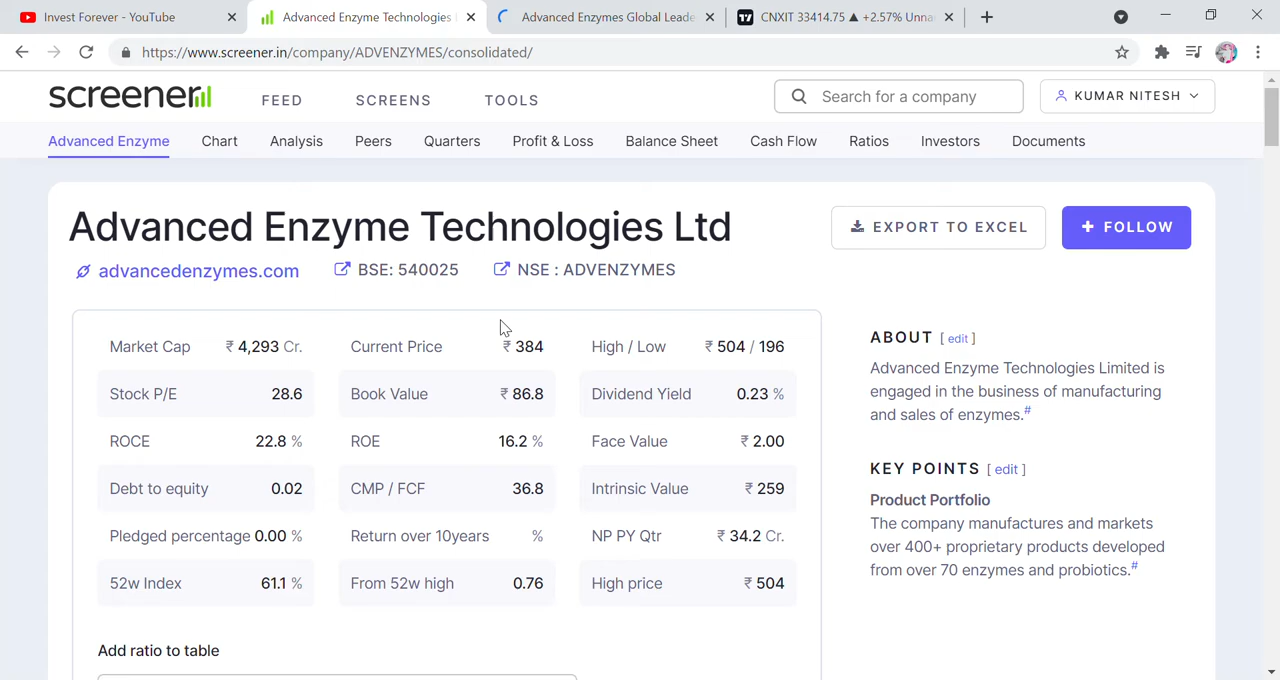 Invest Forever - YouTube
Advanced Enzyme Technologies
Advanced Enzymes Global Leade
CNXIT 33414.75 ▲ +2.57% Unna
https://www.screener.in/company/ADVENZYMES/consolidated/
screener
FEED
SCREENS
TOOLS
Search for a company
KUMAR NITESH
Advanced Enzyme
Chart
Analysis
Peers
Quarters
Profit & Loss
Balance Sheet
Cash Flow
Ratios
Investors
Documents
Advanced Enzyme Technologies Ltd
EXPORT TO EXCEL
+ FOLLOW
advancedenzymes.com
BSE: 540025
NSE : ADVENZYMES
Market Cap ₹ 4,293 Cr.
Current Price ₹ 384
High / Low ₹ 504 / 196
Stock P/E 28.6
Book Value ₹ 86.8
Dividend Yield 0.23 %
ROCE 22.8 %
ROE 16.2 %
Face Value ₹ 2.00
Debt to equity 0.02
CMP / FCF 36.8
Intrinsic Value ₹ 259
Pledged percentage 0.00 %
Return over 10years %
NP PY Qtr ₹ 34.2 Cr.
52w Index 61.1 %
From 52w high 0.76
High price ₹ 504
Add ratio to table
ABOUT [ edit ]
Advanced Enzyme Technologies Limited is
engaged in the business of manufacturing
and sales of enzymes.#
KEY POINTS [ edit ]
Product Portfolio
The company manufactures and markets
over 400+ proprietary products developed
from over 70 enzymes and probiotics.#